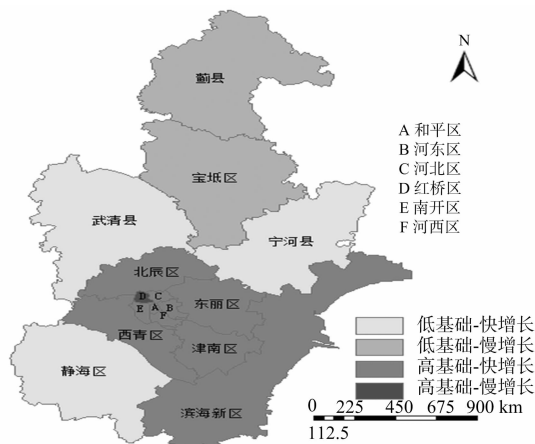 N
蓟县
A 和平区
B 河东区
C 河北区
D 红桥区
E 南开区
F 河西区
宝坻区
武清县
宁河县
北辰区
D C
东丽区
E A B
F
西青区
津南区
静海区
滨海新区
低基础-快增长
低基础-慢增长
高基础-快增长
高基础-慢增长
0 225 450 675 900 km
112.5